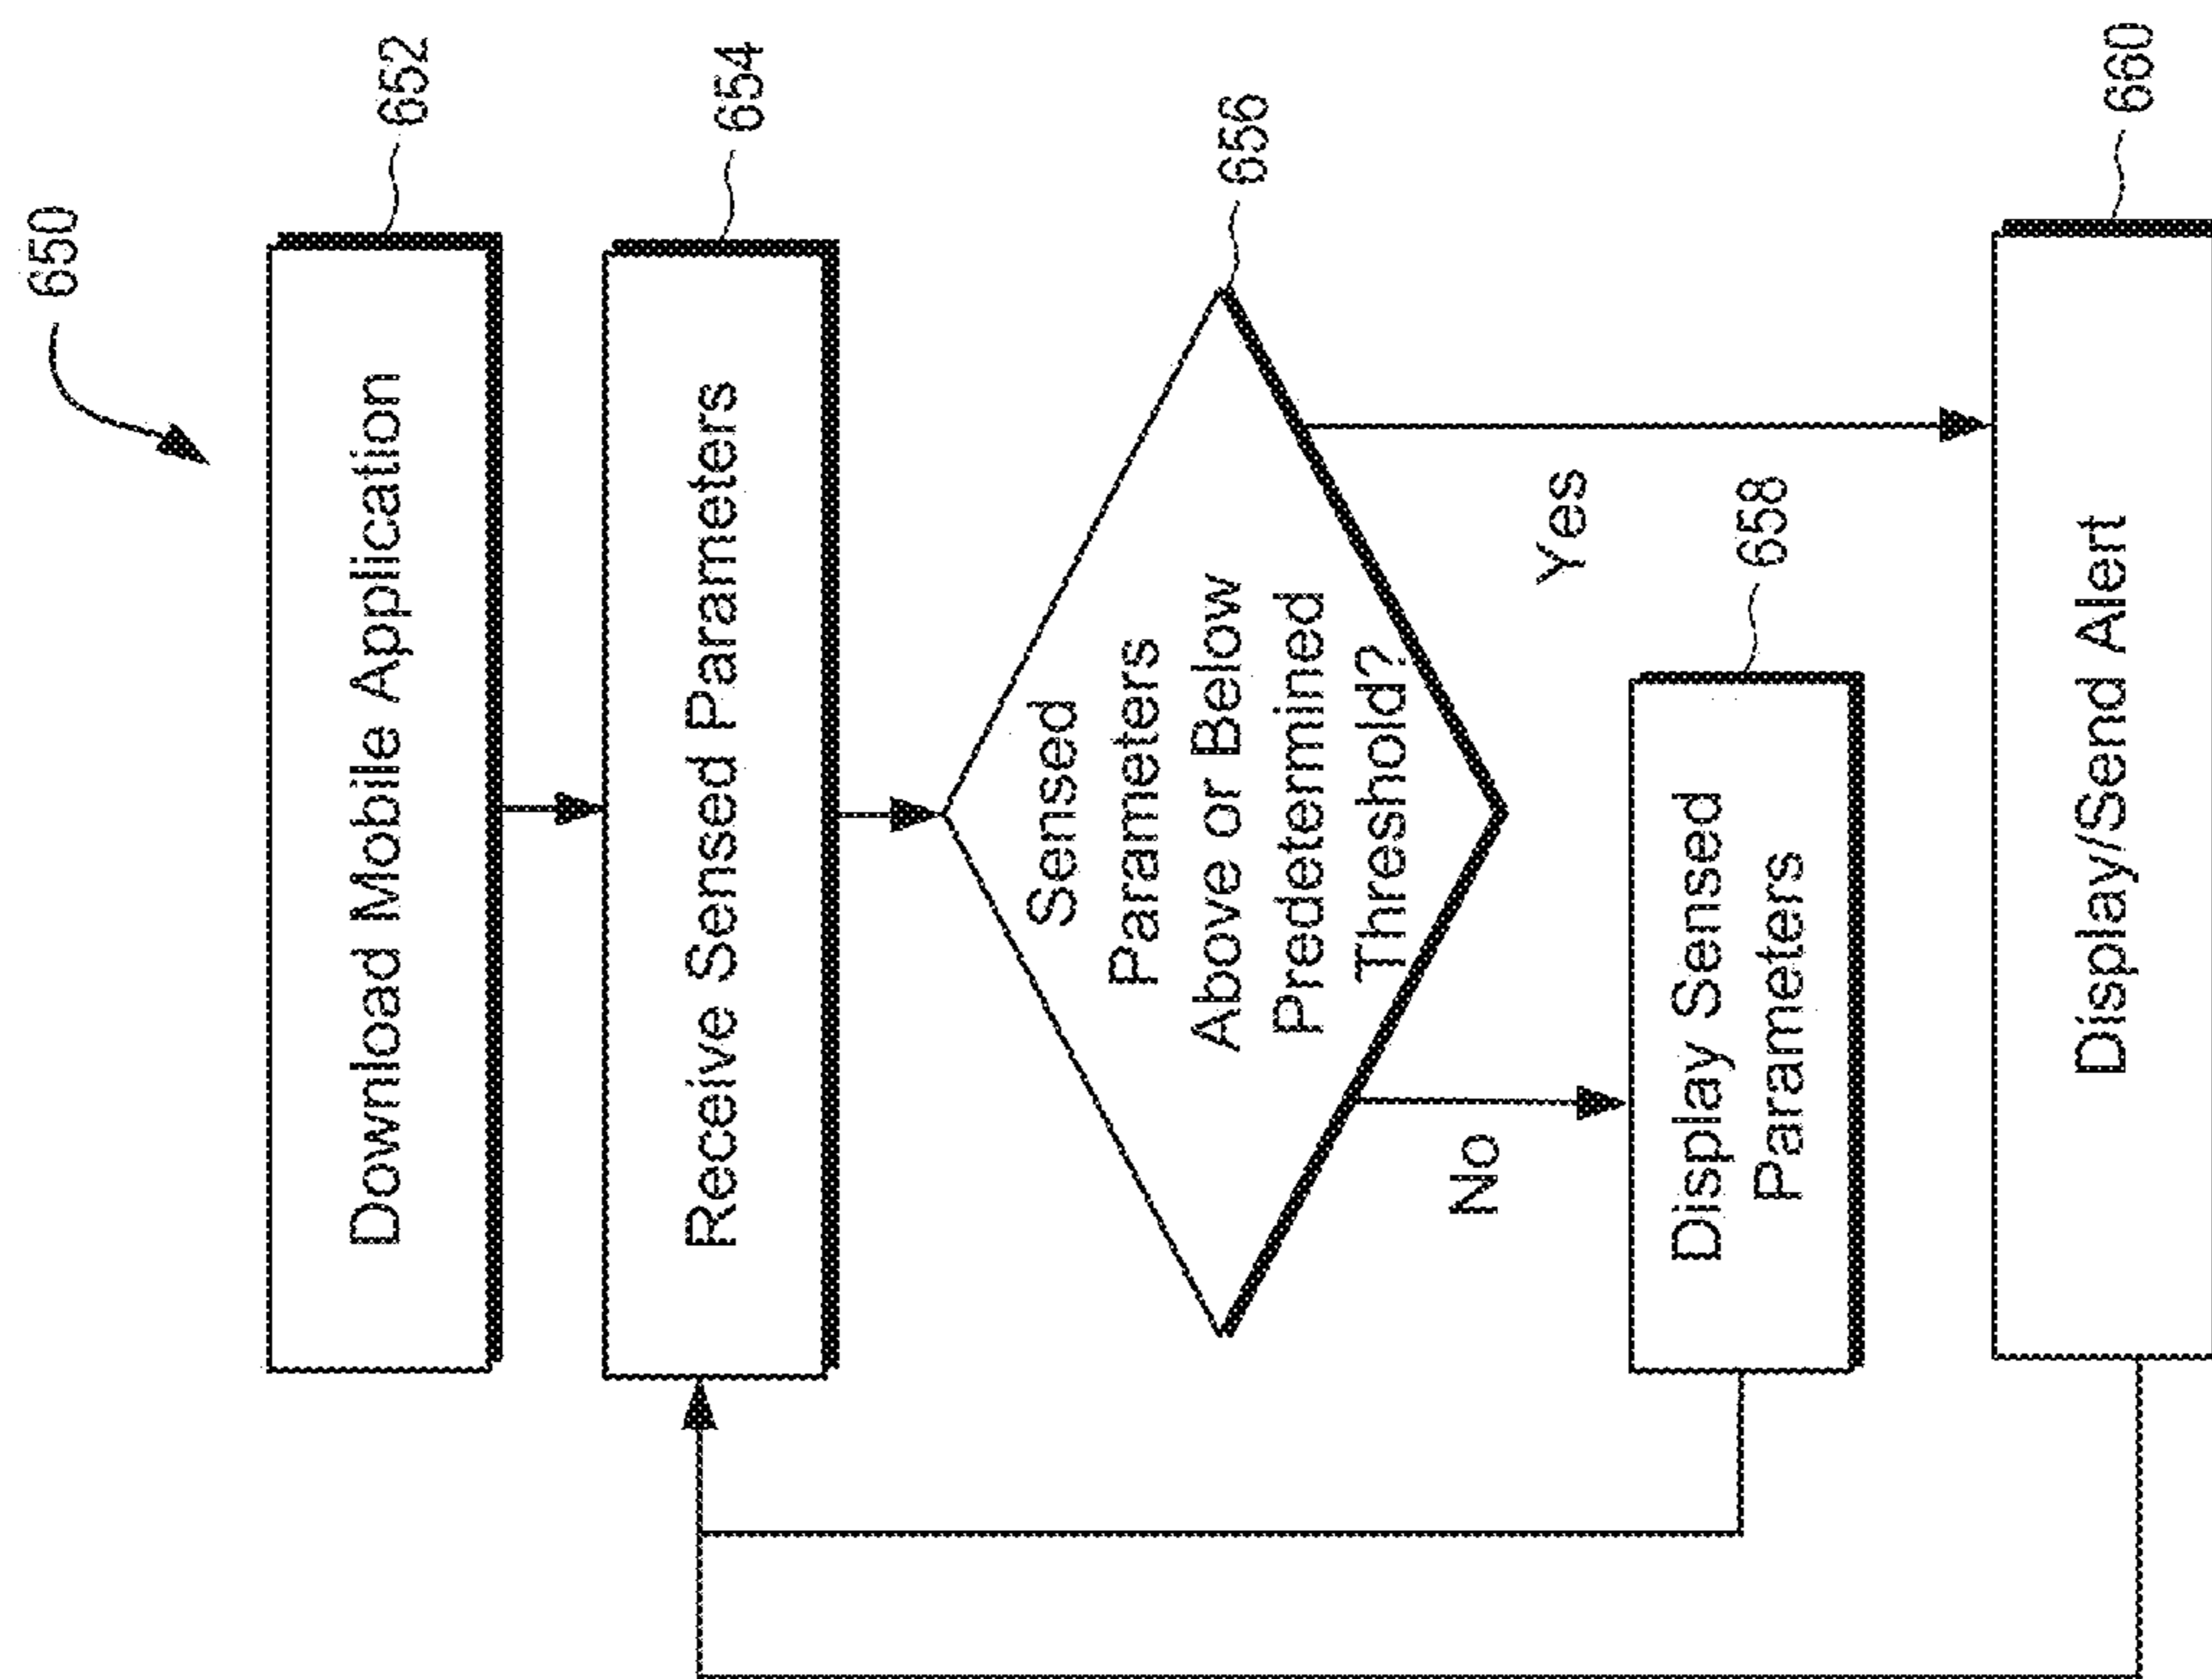 650
Download Mobile Application
652
Receive Sensed Parameters
654
Sensed
Parameters
Above or Below
Predetermined
Threshold?
656
No
Yes
Display Sensed
Parameters
658
Display/Send Alert
660